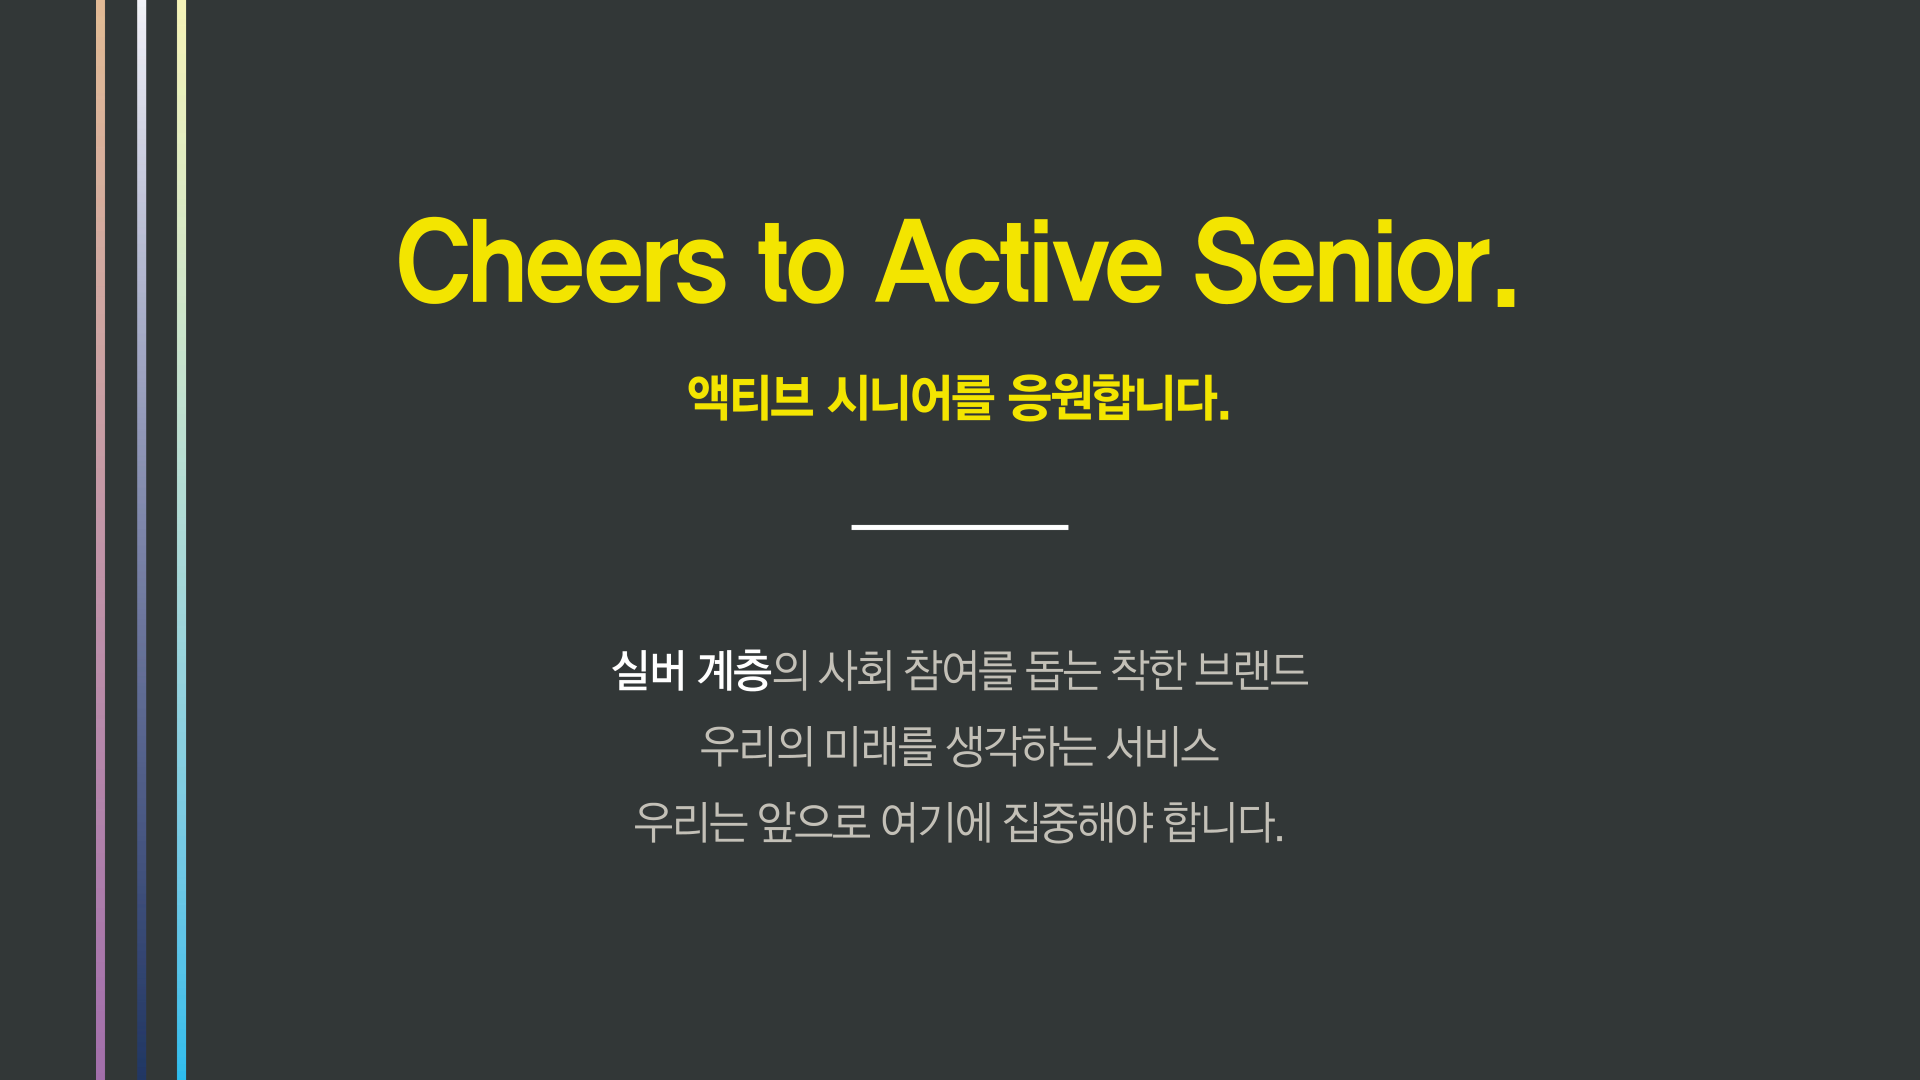 Cheers to Active Senior.
액티브 시니어를 응원합니다.
실버 계층의 사회 참여를 돕는 착한 브랜드
우리의 미래를 생각하는 서비스
우리는 앞으로 여기에 집중해야 합니다.